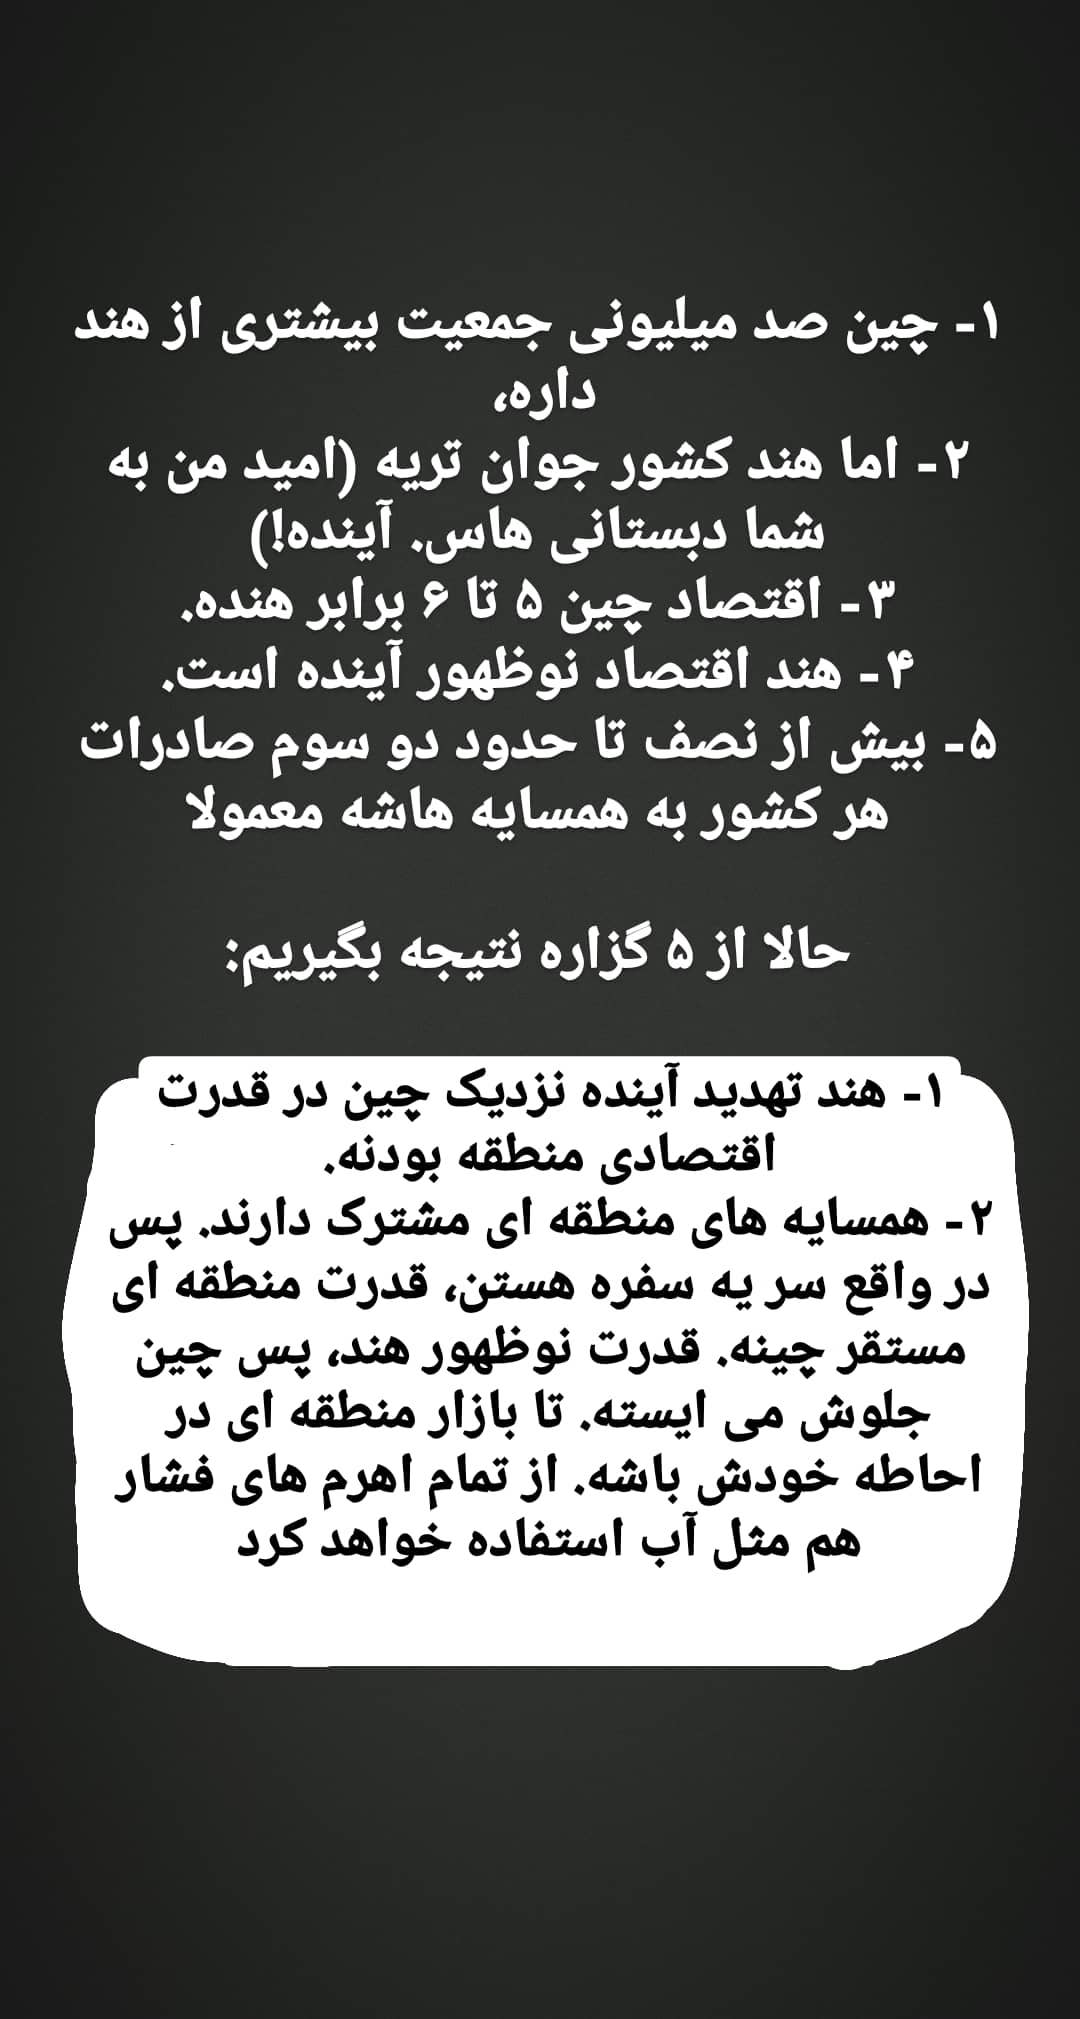 ۱- چین صد میلیونی جمعیت بیشتری از هند
داره،
۲- اما هند کشور جوان تریه (امید من به
شما دبستانی هاس. آینده!)
۳- اقتصاد چین ۵ تا ۶ برابر هنده.
۴- هند اقتصاد نوظهور آینده است.
۵- بیش از نصف تا حدود دو سوم صادرات
هر کشور به همسایه هاشه معمولا
حالا از ۵ گزاره نتیجه بگیریم:
۱- هند تهدید آینده نزدیک چین در قدرت
اقتصادی منطقه بودنه.
۲- همسایه های منطقه ای مشترک دارند. پس
در واقع سر یه سفره هستن، قدرت منطقه ای
مستقر چینه. قدرت نوظهور هند، پس چین
جلوش می ایسته. تا بازار منطقه ای در
احاطه خودش باشه. از تمام اهرم های فشار
هم مثل آب استفاده خواهد کرد